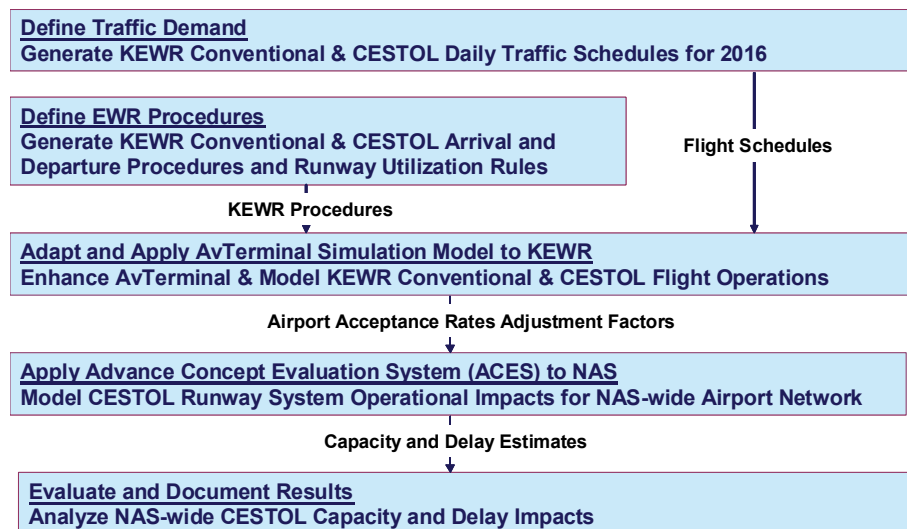 Define Traffic Demand
Generate KEWR Conventional & CESTOL Daily Traffic Schedules for 2016
Define EWR Procedures
Generate KEWR Conventional & CESTOL Arrival and
Departure Procedures and Runway Utilization Rules
Flight Schedules
KEWR Procedures
Adapt and Apply AvTerminal Simulation Model to KEWR
Enhance AvTerminal & Model KEWR Conventional & CESTOL Flight Operations
Airport Acceptance Rates Adjustment Factors
Apply Advance Concept Evaluation System (ACES) to NAS
Model CESTOL Runway System Operational Impacts for NAS-wide Airport Network
Capacity and Delay Estimates
Evaluate and Document Results
Analyze NAS-wide CESTOL Capacity and Delay Impacts